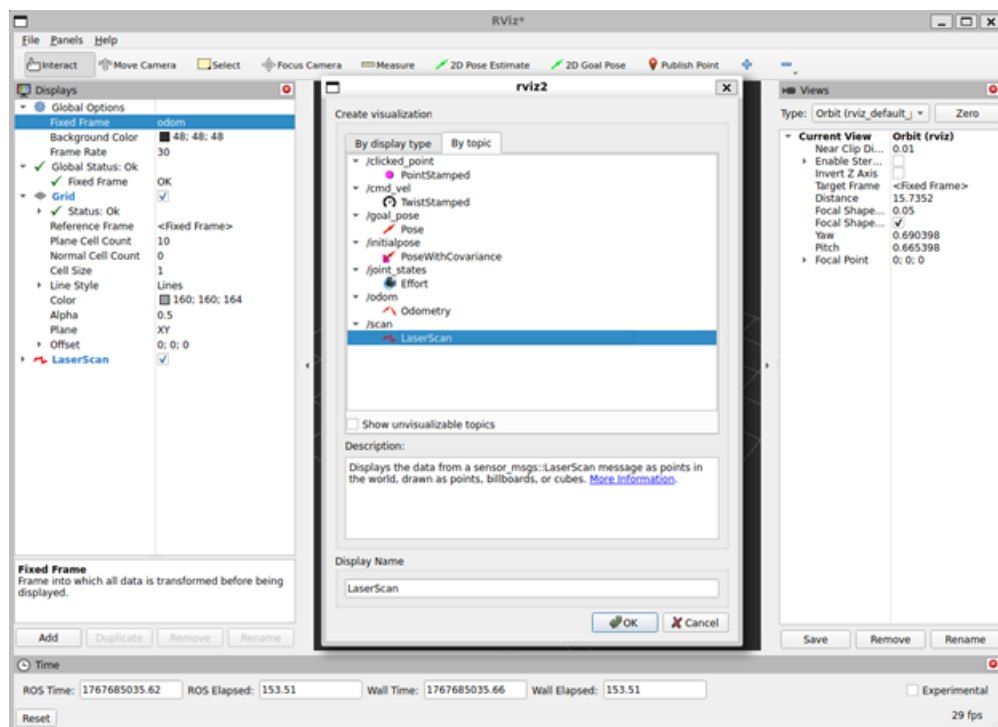 RViz*
File Panels Help
Interact Move Camera Select Focus Camera Measure 2D Pose Estimate 2D Goal Pose Publish Point
Displays
Global Options
Fixed Frame odom
Background Color 48; 48; 48
Frame Rate 30
Global Status: Ok
Fixed Frame OK
Grid
Status: Ok
Reference Frame <Fixed Frame>
Plane Cell Count 10
Normal Cell Count 0
Cell Size 1
Line Style Lines
Color 160; 160; 164
Alpha 0.5
Plane XY
Offset 0; 0; 0
LaserScan
Fixed Frame
Frame into which all data is transformed before being
displayed.
Add Duplicate Remove Rename
rviz2
Create visualization
By display type By topic
/clicked_point
PointStamped
/cmd_vel
TwistStamped
/goal_pose
Pose
/initialpose
PoseWithCovariance
/joint_states
Effort
/odom
Odometry
/scan
LaserScan
Show unvisualizable topics
Description:
Displays the data from a sensor_msgs::LaserScan message as points in
the world, drawn as points, billboards, or cubes. More Information.
Display Name
LaserScan
OK Cancel
Views
Type: Orbit (rviz_default_ Zero
Current View Orbit (rviz)
Near Clip Di... 0.01
Enable Ster...
Invert Z Axis
Target Frame <Fixed Frame>
Distance 15.7352
Focal Shape... 0.05
Focal Shape...
Yaw 0.690398
Pitch 0.665398
Focal Point 0; 0; 0
Save Remove Rename
Time
ROS Time: 1767685035.62 ROS Elapsed: 153.51 Wall Time: 1767685035.66 Wall Elapsed: 153.51 Experimental
Reset 29 fps